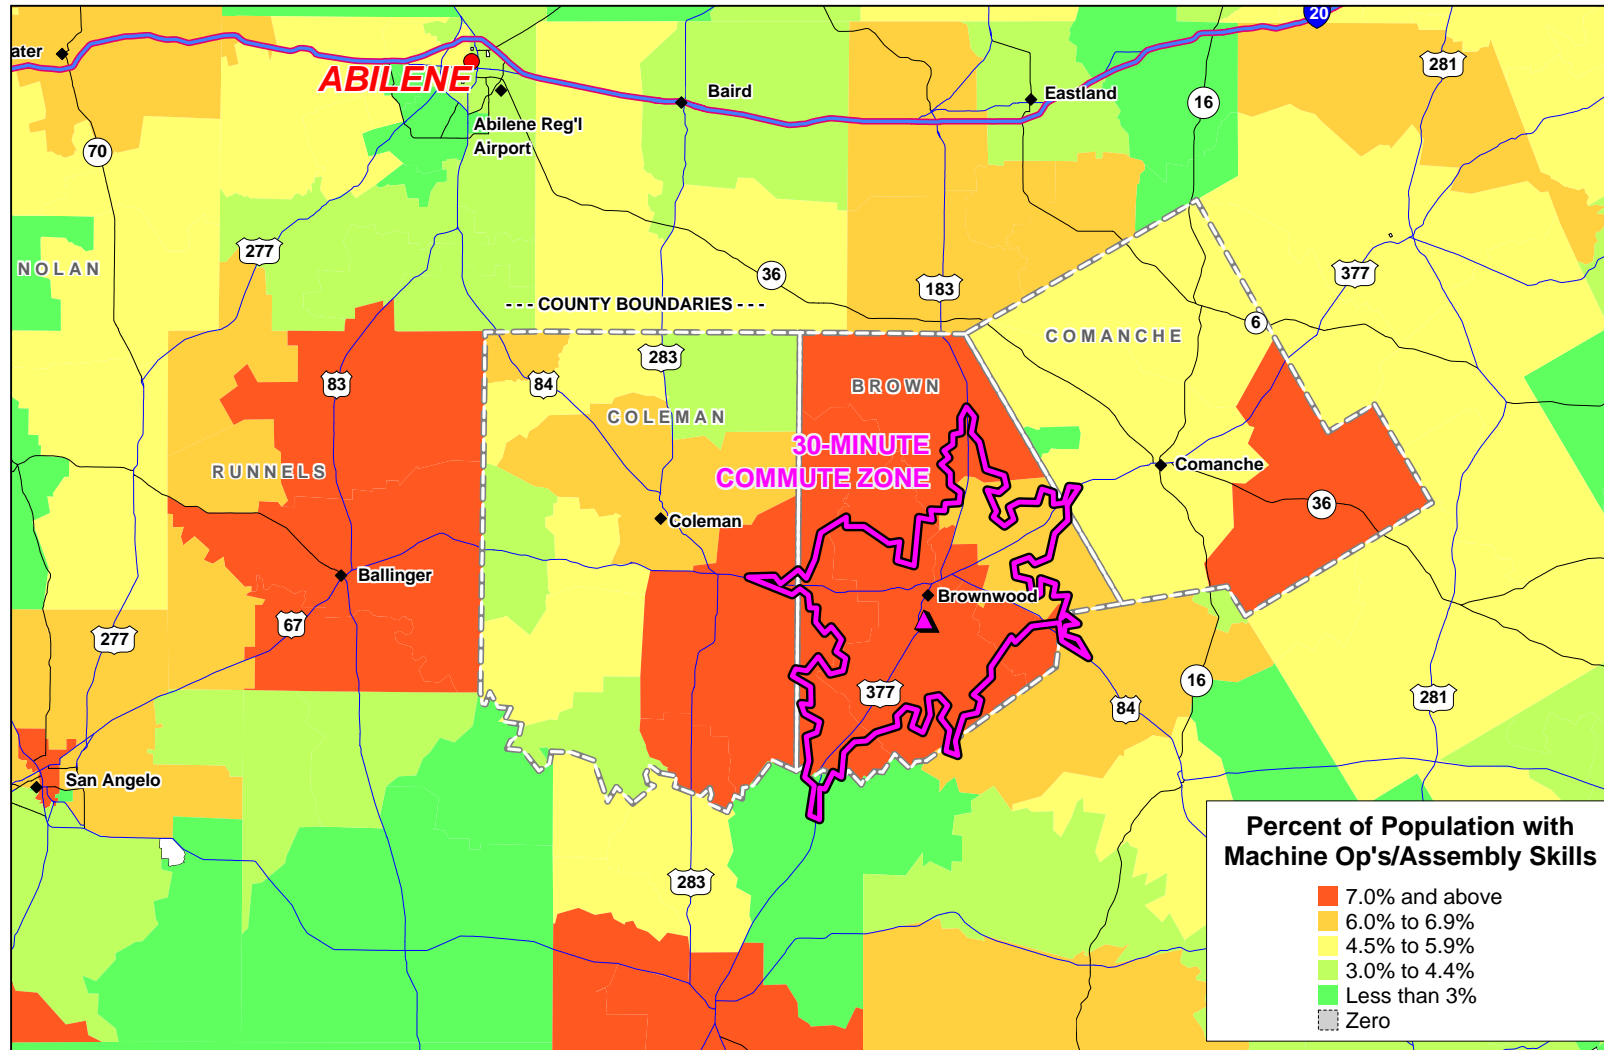 20
ater
ABILENE
281
Baird
Eastland
16
Abilene Reg'l
Airport
70
277
NOLAN
36
377
183
- - - COUNTY BOUNDARIES - - -
6
COMANCHE
283
83
84
BROWN
COLEMAN
30-MINUTE
COMMUTE ZONE
RUNNELS
Comanche
36
Coleman
Ballinger
Brownwood
67
277
16
377
281
84
San Angelo
283
Percent of Population with
Machine Op's/Assembly Skills
7.0% and above
6.0% to 6.9%
4.5% to 5.9%
3.0% to 4.4%
Less than 3%
Zero